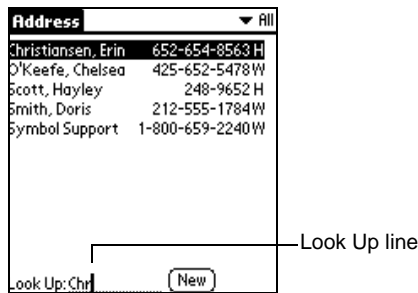 Address ▼ All
Christiansen, Erin 652-654-8563 H
O'Keefe, Chelsea 425-652-5478 W
Scott, Hayley 248-9652 H
Smith, Doris 212-555-1784 W
Symbol Support 1-800-659-2240 W
Look Up line
Look Up: Chr New